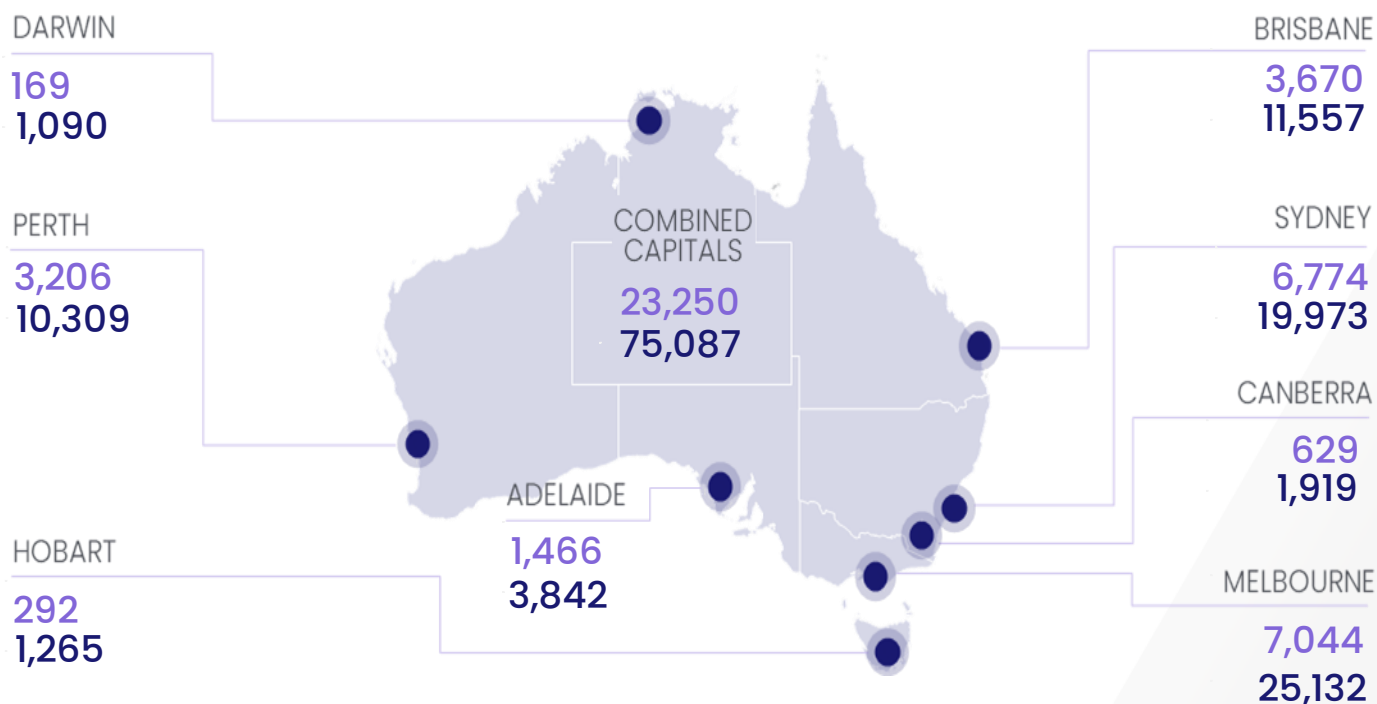 DARWIN
169
1,090
PERTH
3,206
10,309
HOBART
292
1,265
COMBINED
CAPITALS
23,250
75,087
ADELAIDE
1,466
3,842
BRISBANE
3,670
11,557
SYDNEY
6,774
19,973
CANBERRA
629
1,919
MELBOURNE
7,044
25,132